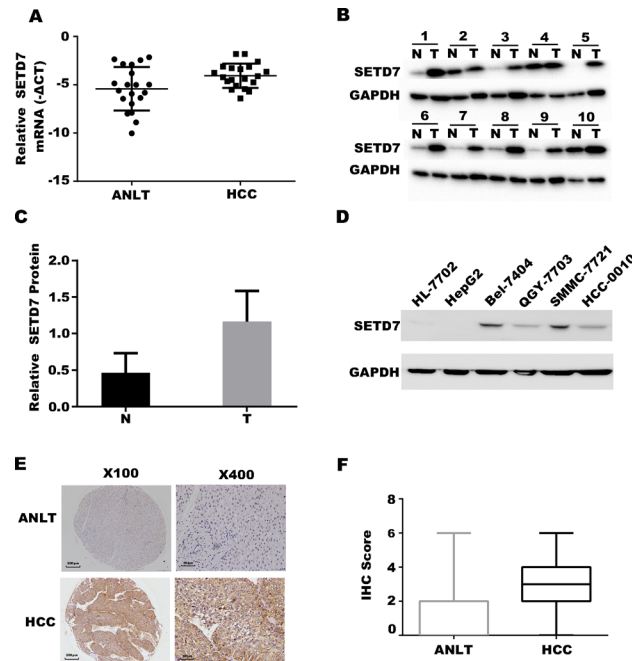 A
Relative SETD7
mRNA (-ΔCT)
0
-5
-10
-15
ANLT
HCC
B
1 2 3 4 5
N T N T N T N T N T
SETD7
GAPDH
6 7 8 9 10
N T N T N T N T N T
SETD7
GAPDH
C
Relative SETD7 Protein
2.0
1.5
1.0
0.5
0.0
N
T
D
HL-7702
HepG2
Bel-7404
QGY-7703
SMMC-7721
HCC-0010
SETD7
GAPDH
E
X100
X400
ANLT
HCC
F
IHC Score
8
6
4
2
0
ANLT
HCC